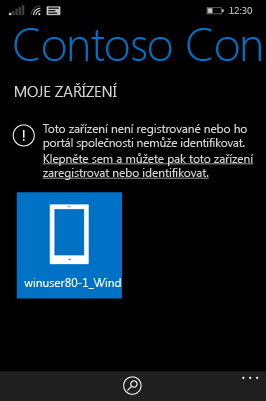 12:30
Contoso Con
MOJE ZAŘÍZENÍ
Toto zařízení není registrované nebo ho
portál společnosti nemůže identifikovat.
Klepněte sem a můžete pak toto zařízení
zaregistrovat nebo identifikovat.
winuser80-1_Wind